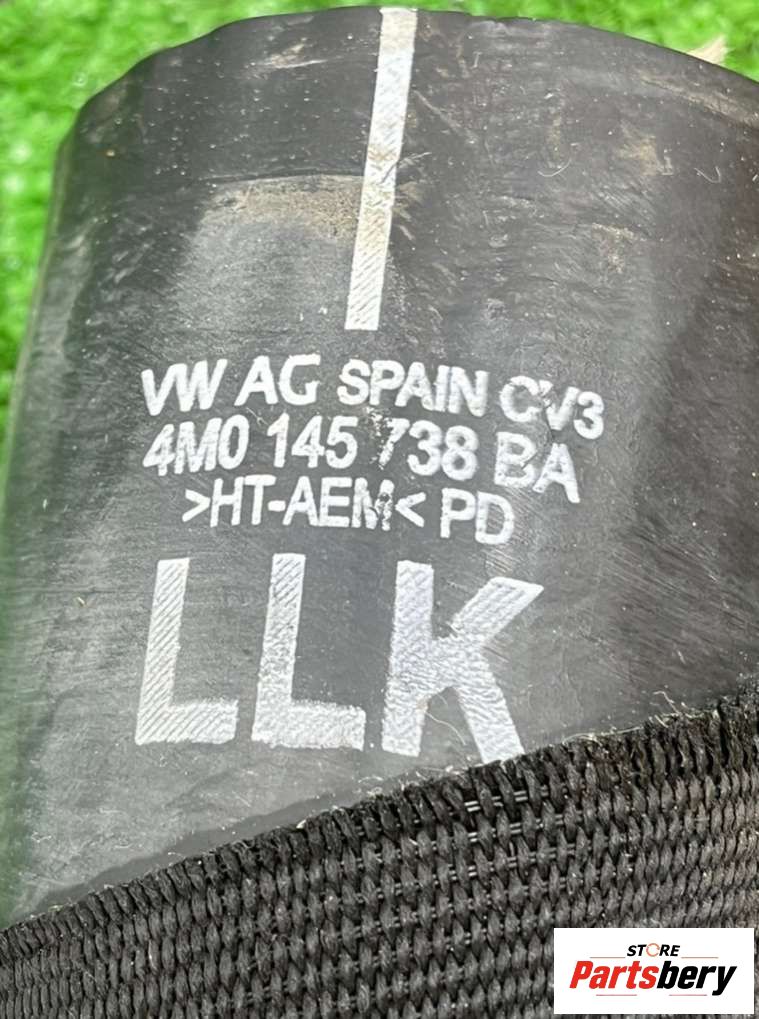 VW AG SPAIN CV3
4M0 145 738 BA
>HT-AEM< PD
LLK
STORE
Partsbery